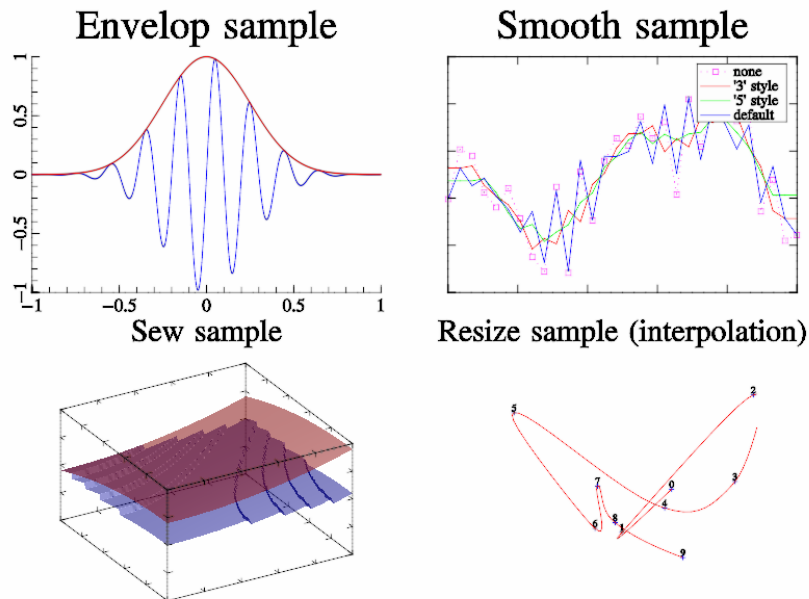 Envelop sample
Smooth sample
1
0.5
0
−0.5
−1
−1
−0.5
0
0.5
1
none
'3' style
'5' style
default
Sew sample
Resize sample (interpolation)
2
5
0
3
7
4
8
6
1
9